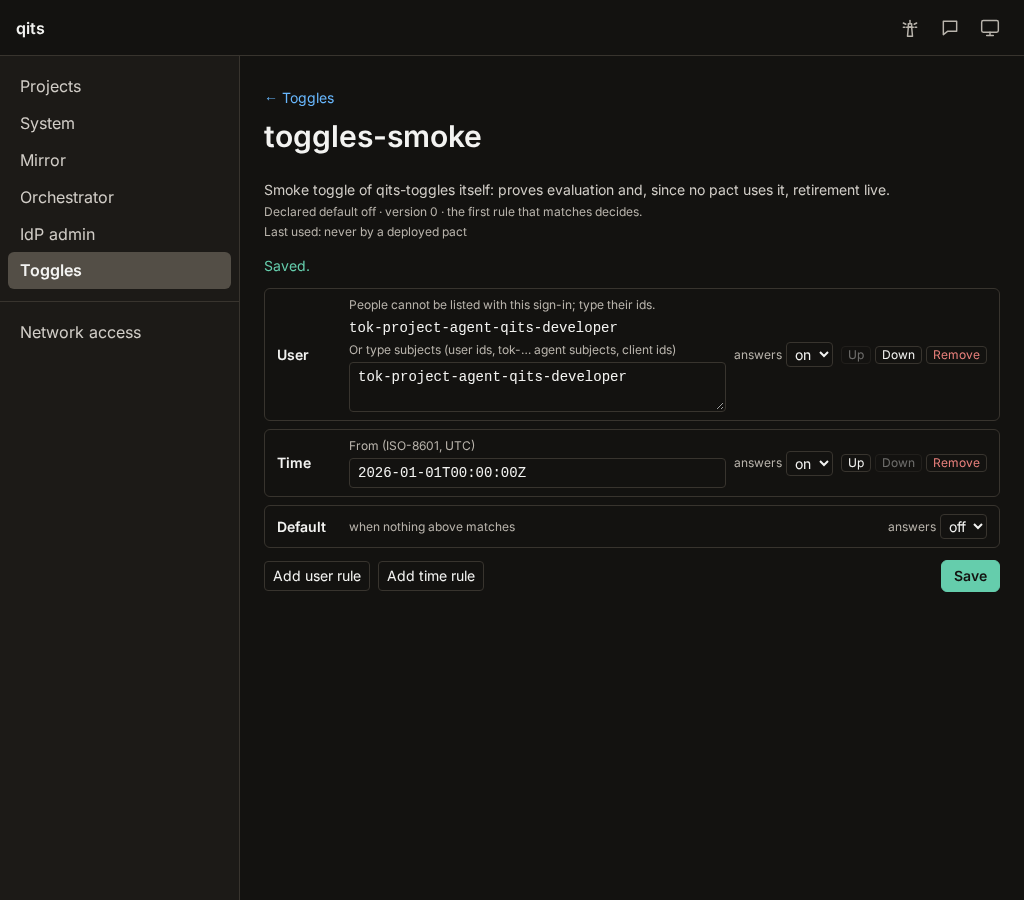 qits
Projects
System
Mirror
Orchestrator
IdP admin
Toggles
Network access
← Toggles
toggles-smoke
Smoke toggle of qits-toggles itself: proves evaluation and, since no pact uses it, retirement live.
Declared default off · version 0 · the first rule that matches decides.
Last used: never by a deployed pact
Saved.
People cannot be listed with this sign-in; type their ids.
tok-project-agent-qits-developer
Or type subjects (user ids, tok-… agent subjects, client ids)
User
tok-project-agent-qits-developer
answers on Up Down Remove
From (ISO-8601, UTC)
Time 2026-01-01T00:00:00Z answers on Up Down Remove
Default when nothing above matches answers off
Add user rule Add time rule Save